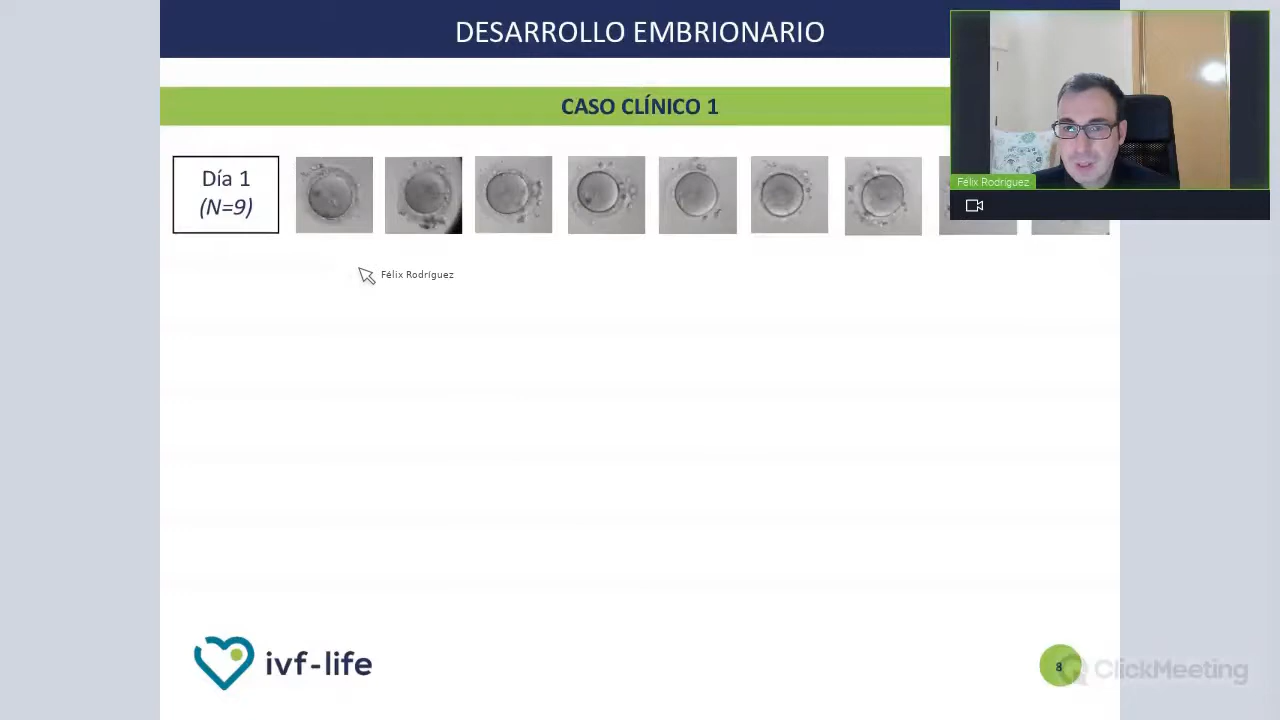 DESARROLLO EMBRIONARIO
CASO CLÍNICO 1
Día 1
(N=9)
Félix Rodríguez
Félix Rodríguez
ivf-life
8
ClickMeeting